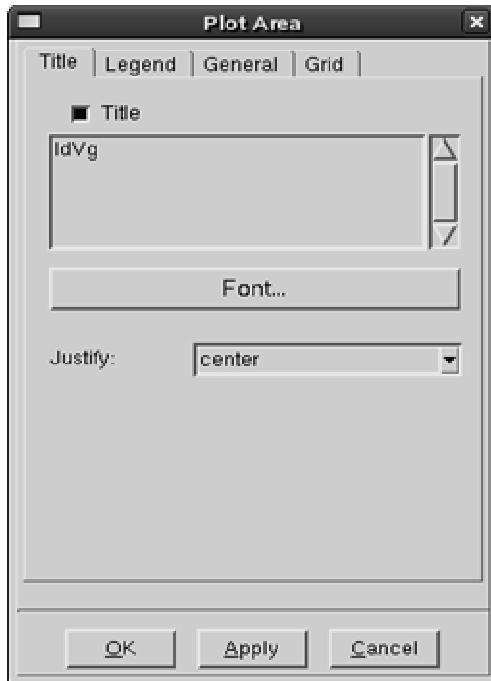 Plot Area
Title Legend General Grid
Title
IdVg
Font...
Justify: center
OK Apply Cancel